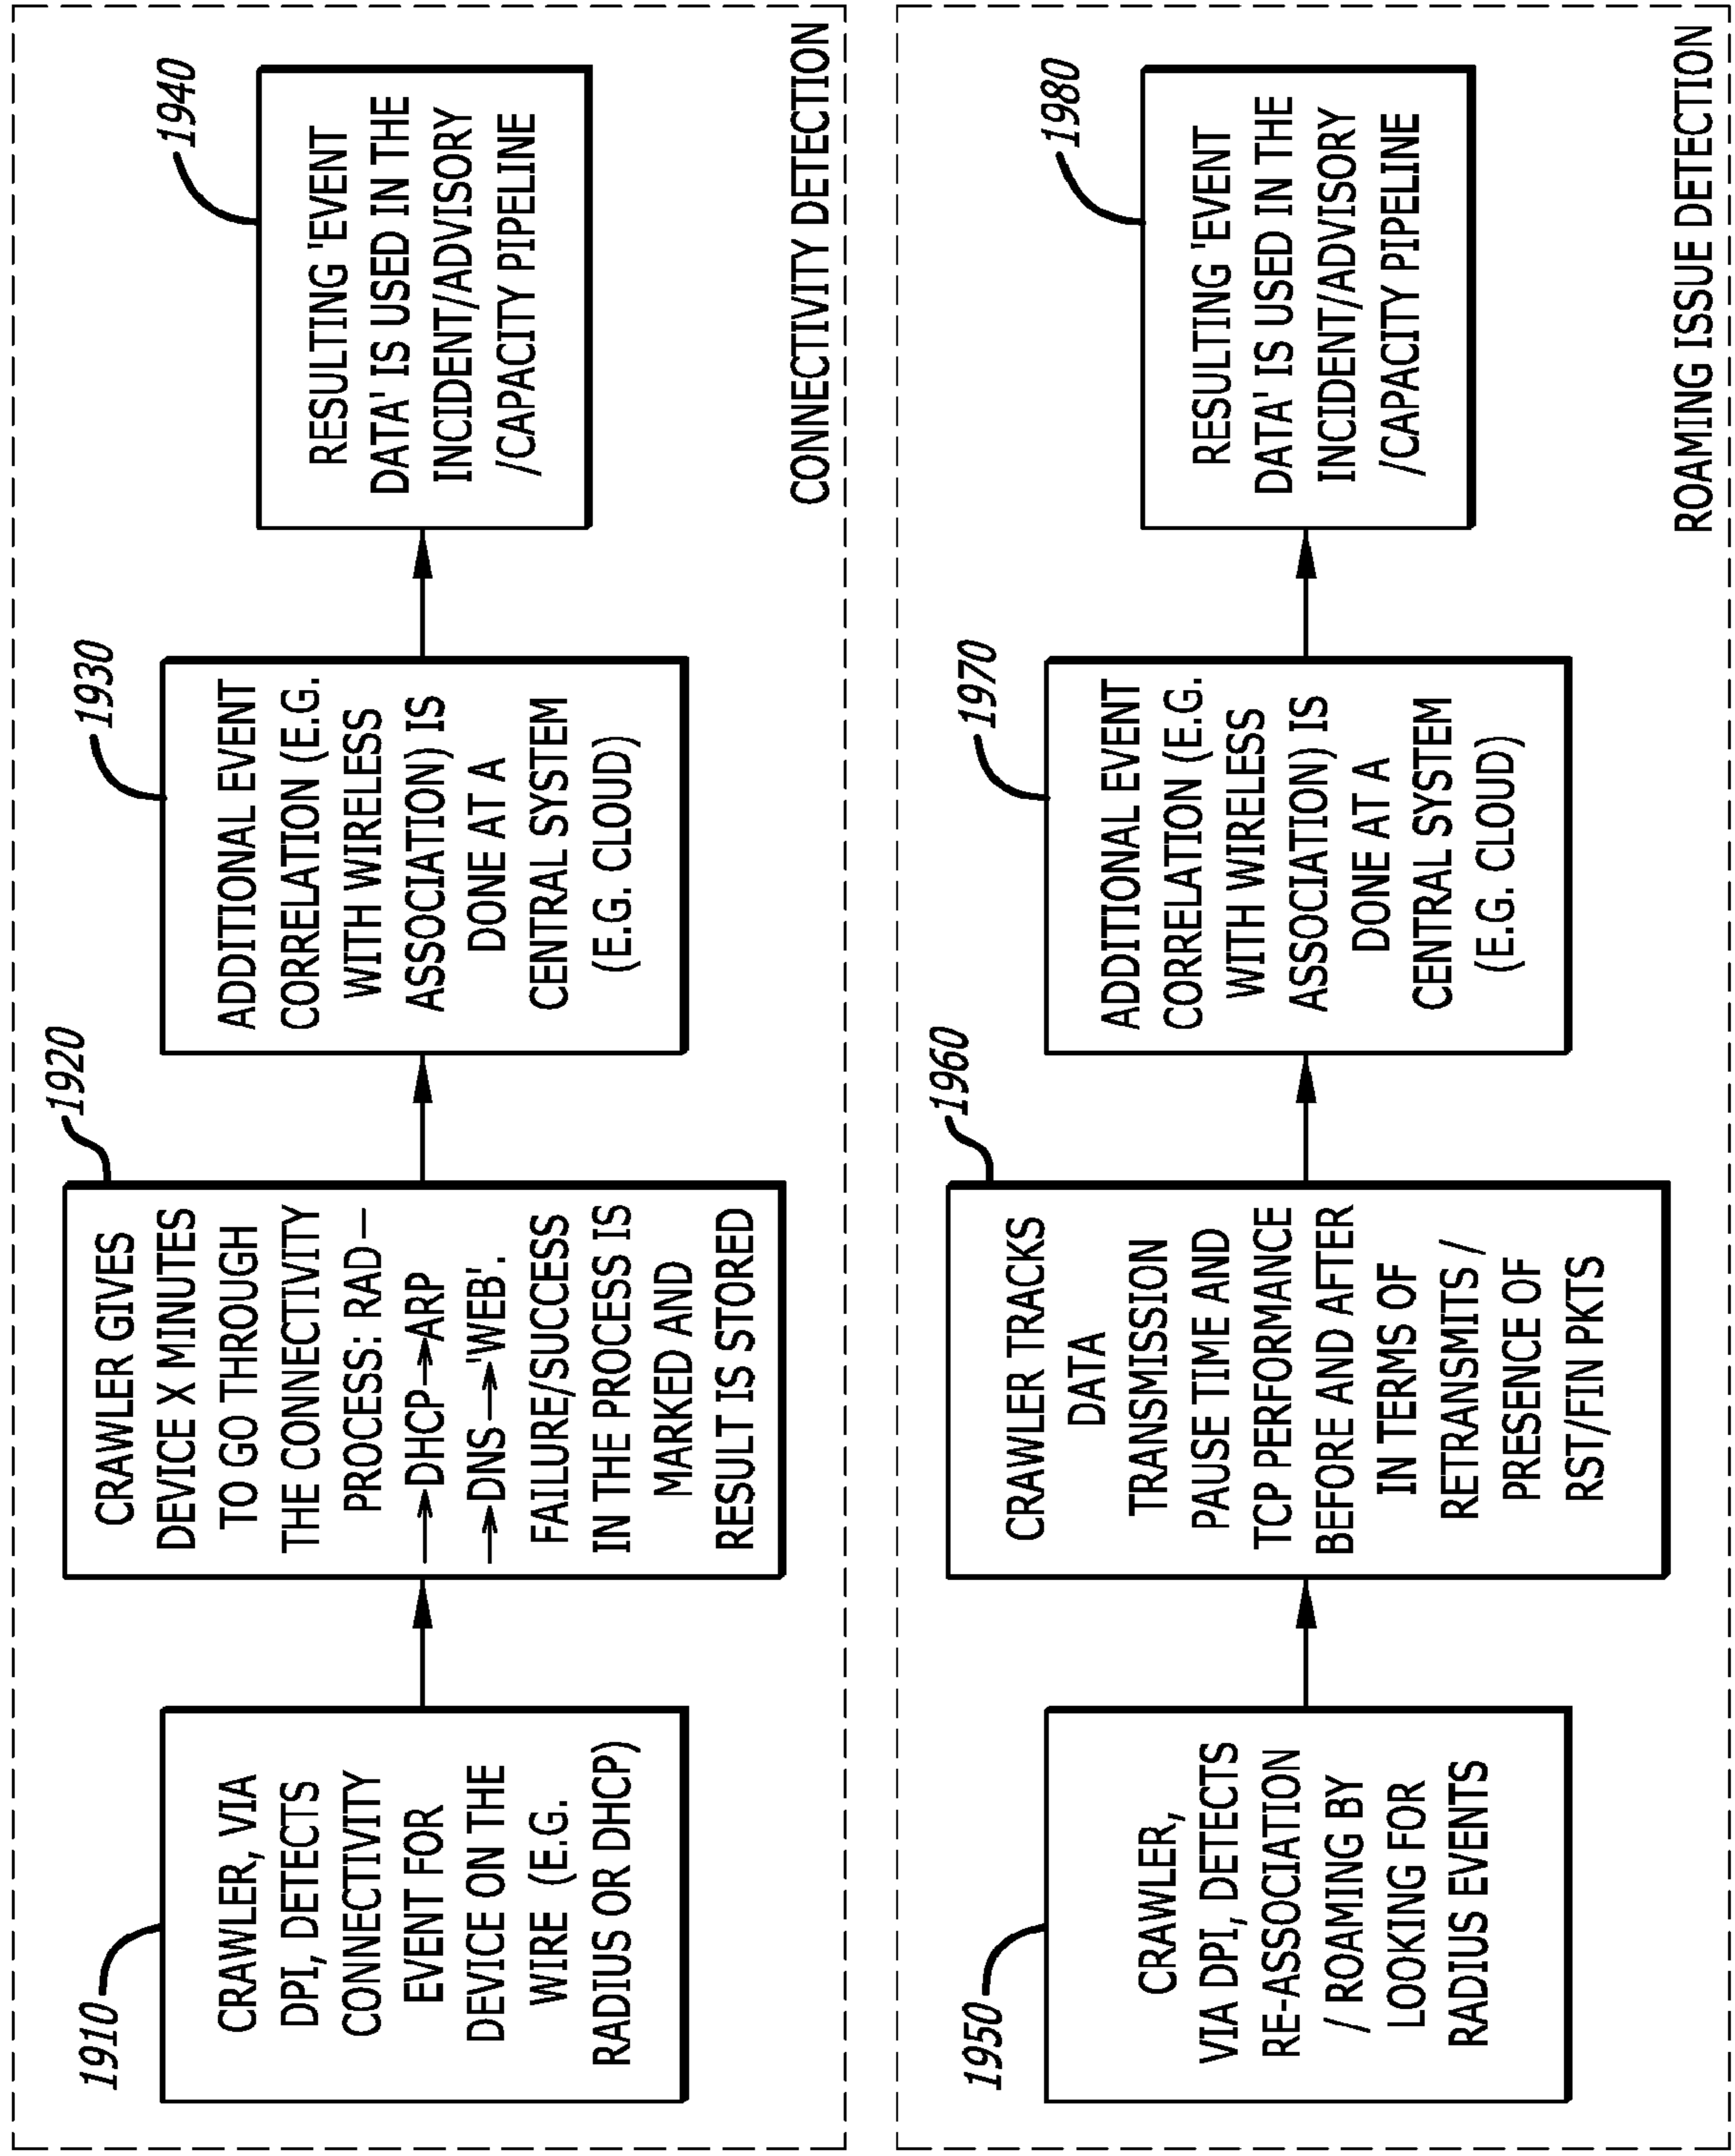 1910
CRAWLER, VIA
DPI, DETECTS
CONNECTIVITY
EVENT FOR
DEVICE ON THE
WIRE (E.G.
RADIUS OR DHCP)
1920
CRAWLER GIVES
DEVICE X MINUTES
TO GO THROUGH
THE CONNECTIVITY
PROCESS: RAD—
→DHCP→ARP
→DNS→'WEB'.
FAILURE/SUCCESS
IN THE PROCESS IS
MARKED AND
RESULT IS STORED
1930
ADDITIONAL EVENT
CORRELATION (E.G.
WITH WIRELESS
ASSOCIATION) IS
DONE AT A
CENTRAL SYSTEM
(E.G. CLOUD)
1940
RESULTING 'EVENT
DATA' IS USED IN THE
INCIDENT/ADVISORY
/CAPACITY PIPELINE
CONNECTIVITY DETECTION
1950
CRAWLER,
VIA DPI, DETECTS
RE-ASSOCIATION
/ ROAMING BY
LOOKING FOR
RADIUS EVENTS
1960
CRAWLER TRACKS
DATA
TRANSMISSION
PAUSE TIME AND
TCP PERFORMANCE
BEFORE AND AFTER
IN TERMS OF
RETRANSMITS /
PRESENCE OF
RST/FIN PKTS
1970
ADDITIONAL EVENT
CORRELATION (E.G.
WITH WIRELESS
ASSOCIATION) IS
DONE AT A
CENTRAL SYSTEM
(E.G. CLOUD)
1980
RESULTING 'EVENT
DATA' IS USED IN THE
INCIDENT/ADVISORY
/CAPACITY PIPELINE
ROAMING ISSUE DETECTION